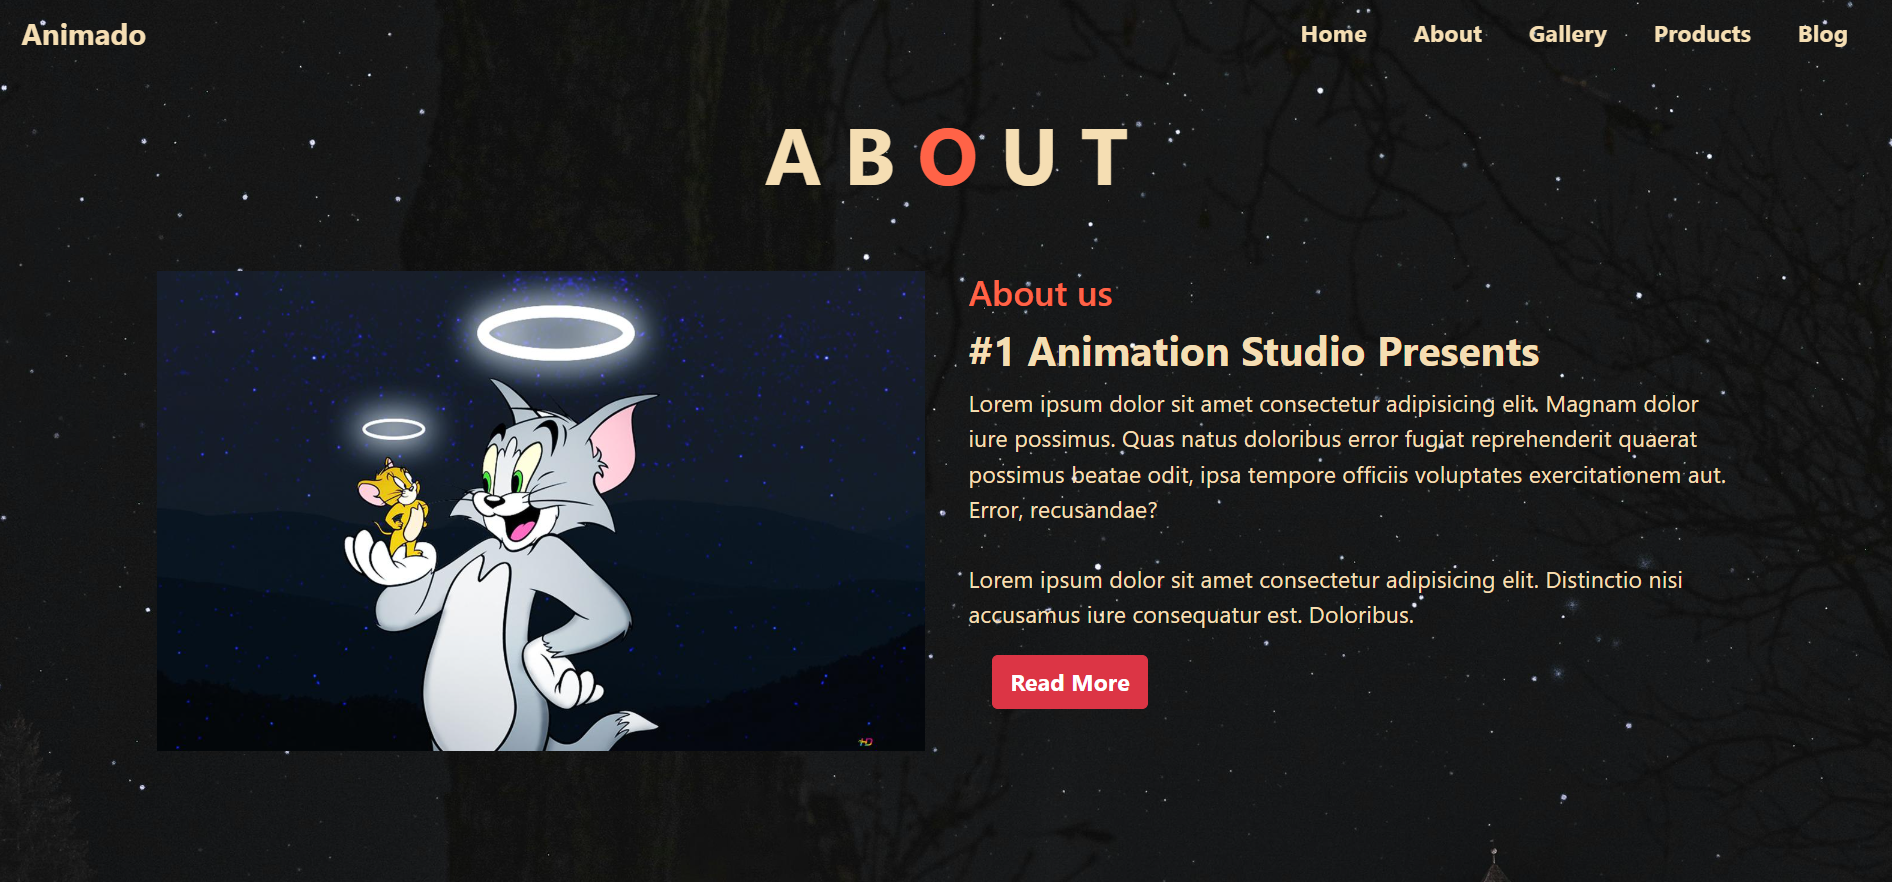 Animado
Home About Gallery Products Blog
ABOUT
About us
#1 Animation Studio Presents
Lorem ipsum dolor sit amet consectetur adipisicing elit. Magnam dolor
iure possimus. Quas natus doloribus error fugiat reprehenderit quaerat
possimus beatae odit, ipsa tempore officiis voluptates exercitationem aut.
Error, recusandae?
Lorem ipsum dolor sit amet consectetur adipisicing elit. Distinctio nisi
accusamus iure consequatur est. Doloribus.
Read More
HD